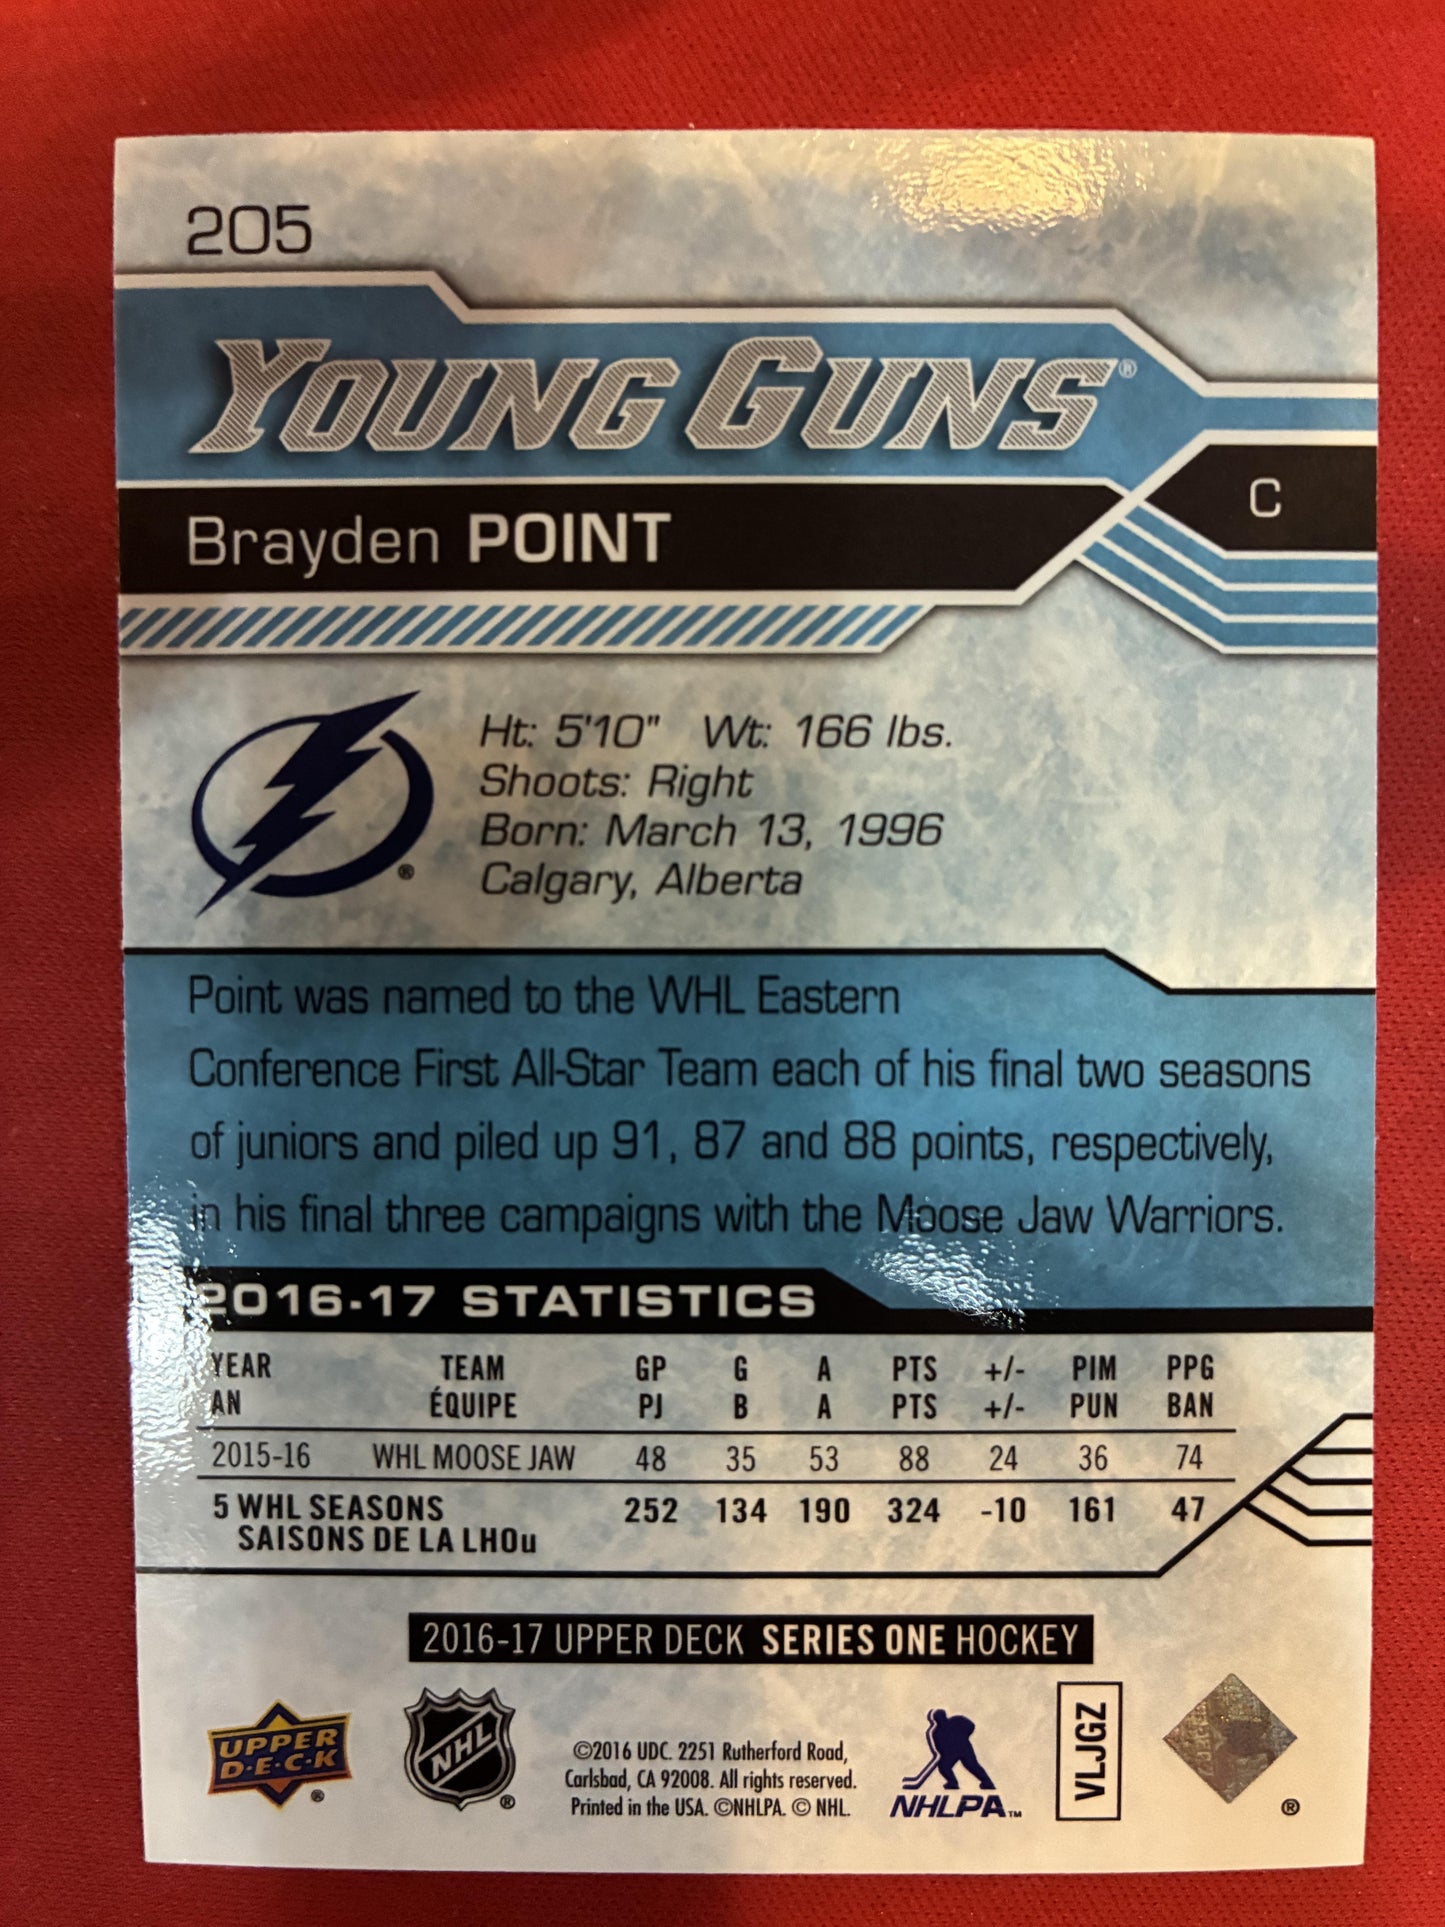 205
YOUNG GUNS®
C
Brayden POINT
Ht: 5'10" Wt: 166 lbs.
Shoots: Right
Born: March 13, 1996
Calgary, Alberta
®
Point was named to the WHL Eastern
Conference First All-Star Team each of his final two seasons
of juniors and piled up 91, 87 and 88 points, respectively,
in his final three campaigns with the Moose Jaw Warriors.
2016-17 STATISTICS
YEAR TEAM GP G A PTS +/- PIM PPG
AN ÉQUIPE PJ B A PTS +/- PUN BAN
2015-16 WHL MOOSE JAW 48 35 53 88 24 36 74
5 WHL SEASONS 252 134 190 324 -10 161 47
SAISONS DE LA LHOu
2016-17 UPPER DECK SERIES ONE HOCKEY
UPPER
D·E·C·K
®
NHL
®
©2016 UDC. 2251 Rutherford Road,
Carlsbad, CA 92008. All rights reserved.
Printed in the USA. ©NHLPA. © NHL.
NHLPA™
VLJGZ
®